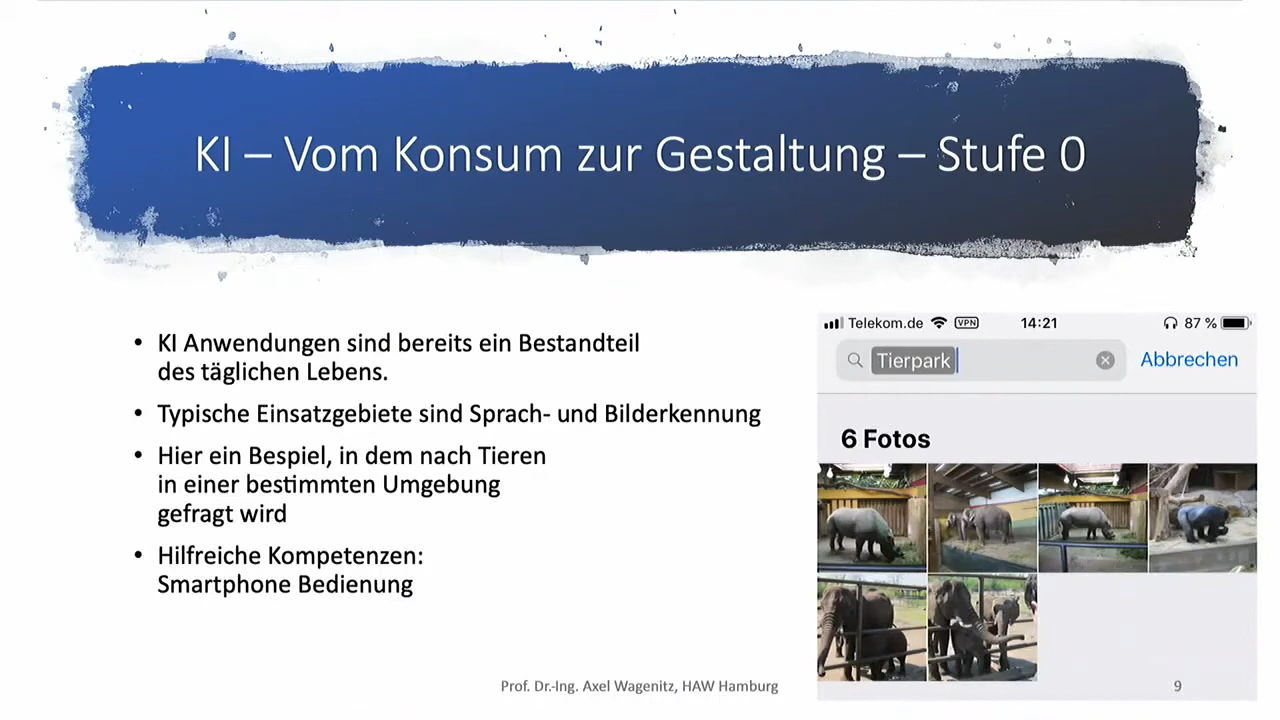 KI – Vom Konsum zur Gestaltung – Stufe 0
• KI Anwendungen sind bereits ein Bestandteil
des täglichen Lebens.
• Typische Einsatzgebiete sind Sprach- und Bilderkennung
• Hier ein Bespiel, in dem nach Tieren
in einer bestimmten Umgebung
gefragt wird
• Hilfreiche Kompetenzen:
Smartphone Bedienung
Telekom.de VPN 14:21 87 %
Tierpark Abbrechen
6 Fotos
Prof. Dr.-Ing. Axel Wagenitz, HAW Hamburg
9